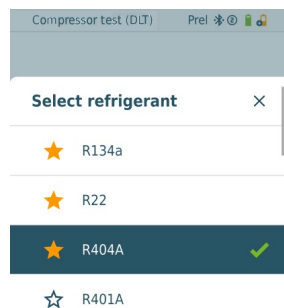 Compressor test (DLT) Prel
Select refrigerant
R134a
R22
R404A
R401A